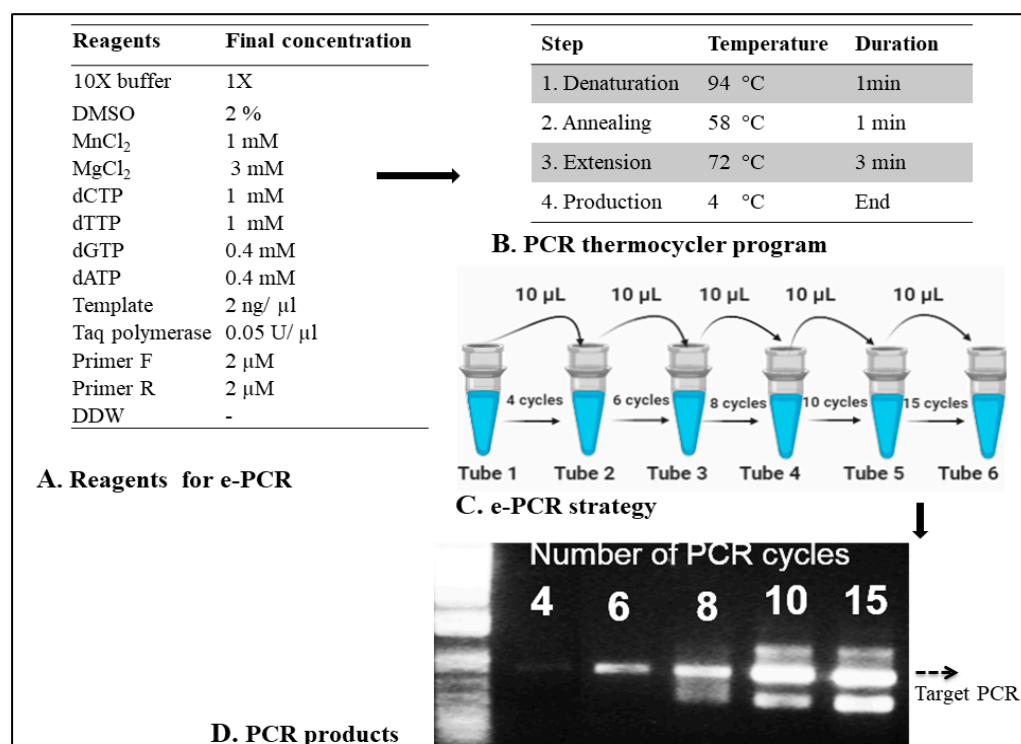 Reagents Final concentration
10X buffer 1X
DMSO 2 %
MnCl₂ 1 mM
MgCl₂ 3 mM
dCTP 1 mM
dTTP 1 mM
dGTP 0.4 mM
dATP 0.4 mM
Template 2 ng/ µl
Taq polymerase 0.05 U/ µl
Primer F 2 µM
Primer R 2 µM
DDW -
A. Reagents for e-PCR
Step Temperature Duration
1. Denaturation 94 °C 1min
2. Annealing 58 °C 1 min
3. Extension 72 °C 3 min
4. Production 4 °C End
B. PCR thermocycler program
10 µL 10 µL 10 µL 10 µL 10 µL
4 cycles 6 cycles 8 cycles 10 cycles 15 cycles
Tube 1 Tube 2 Tube 3 Tube 4 Tube 5 Tube 6
C. e-PCR strategy
Number of PCR cycles
4 6 8 10 15
Target PCR
D. PCR products